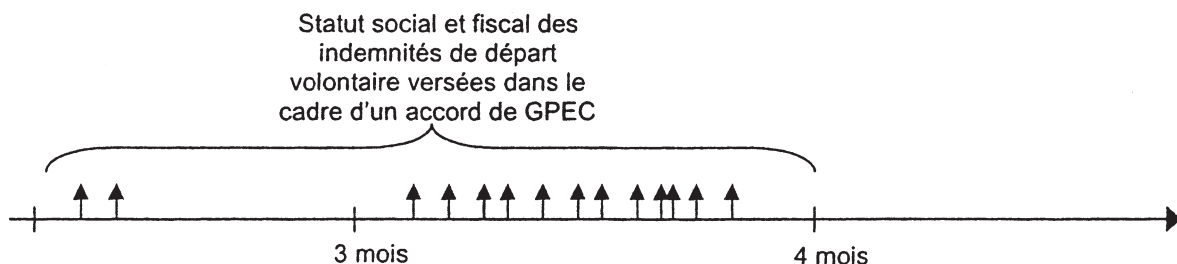 Statut social et fiscal des
indemnités de départ
volontaire versées dans le
cadre d'un accord de GPEC
3 mois
4 mois